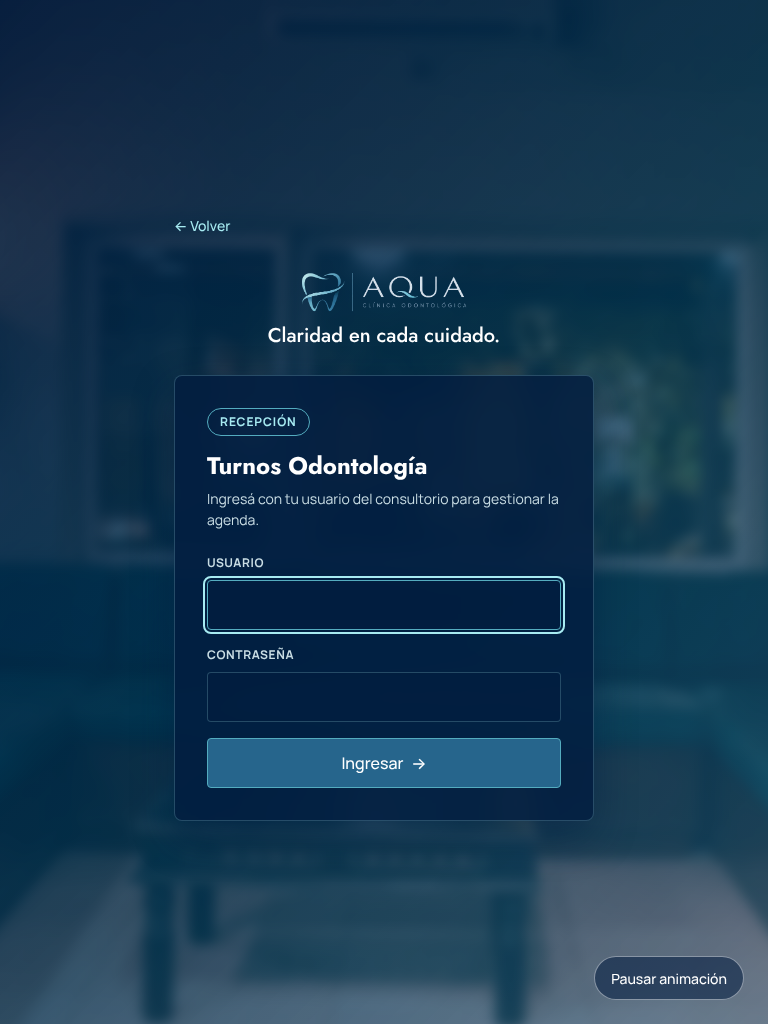 ← Volver
AQUA
CLÍNICA ODONTOLÓGICA
Claridad en cada cuidado.
RECEPCIÓN
Turnos Odontología
Ingresá con tu usuario del consultorio para gestionar la
agenda.
USUARIO
CONTRASEÑA
Ingresar →
Pausar animación